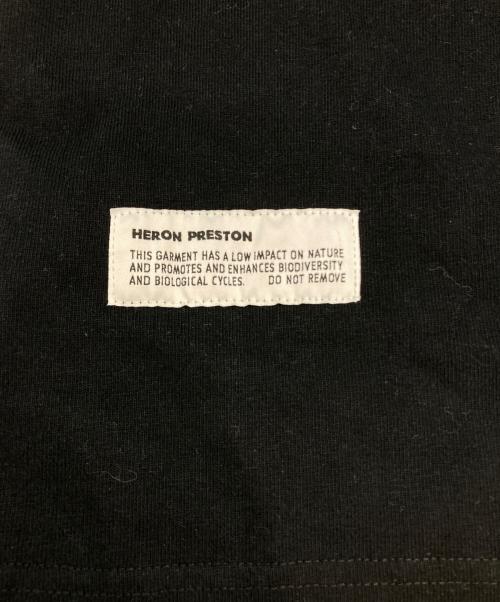 HERON PRESTON
THIS GARMENT HAS A LOW IMPACT ON NATURE
AND PROMOTES AND ENHANCES BIODIVERSITY
AND BIOLOGICAL CYCLES. DO NOT REMOVE